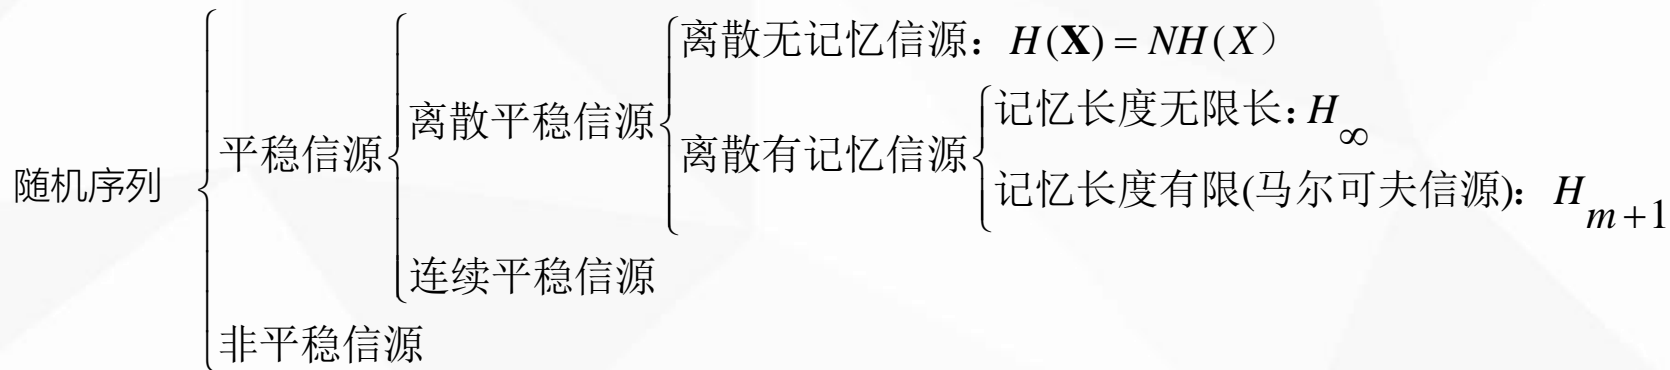 离散无记忆信源：H(X) = NH(X）
离散平稳信源
记忆长度无限长：H∞
平稳信源
离散有记忆信源
随机序列
记忆长度有限(马尔可夫信源)：Hm+1
连续平稳信源
非平稳信源